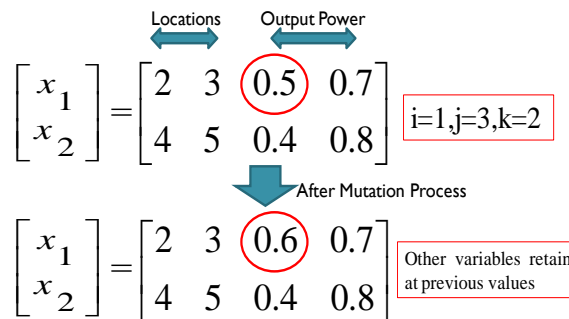 Locations Output Power
[x1 x2] = [2 3 0.5 0.7
4 5 0.4 0.8]
i=1,j=3,k=2
After Mutation Process
[x1 x2] = [2 3 0.6 0.7
4 5 0.4 0.8]
Other variables retain
at previous values